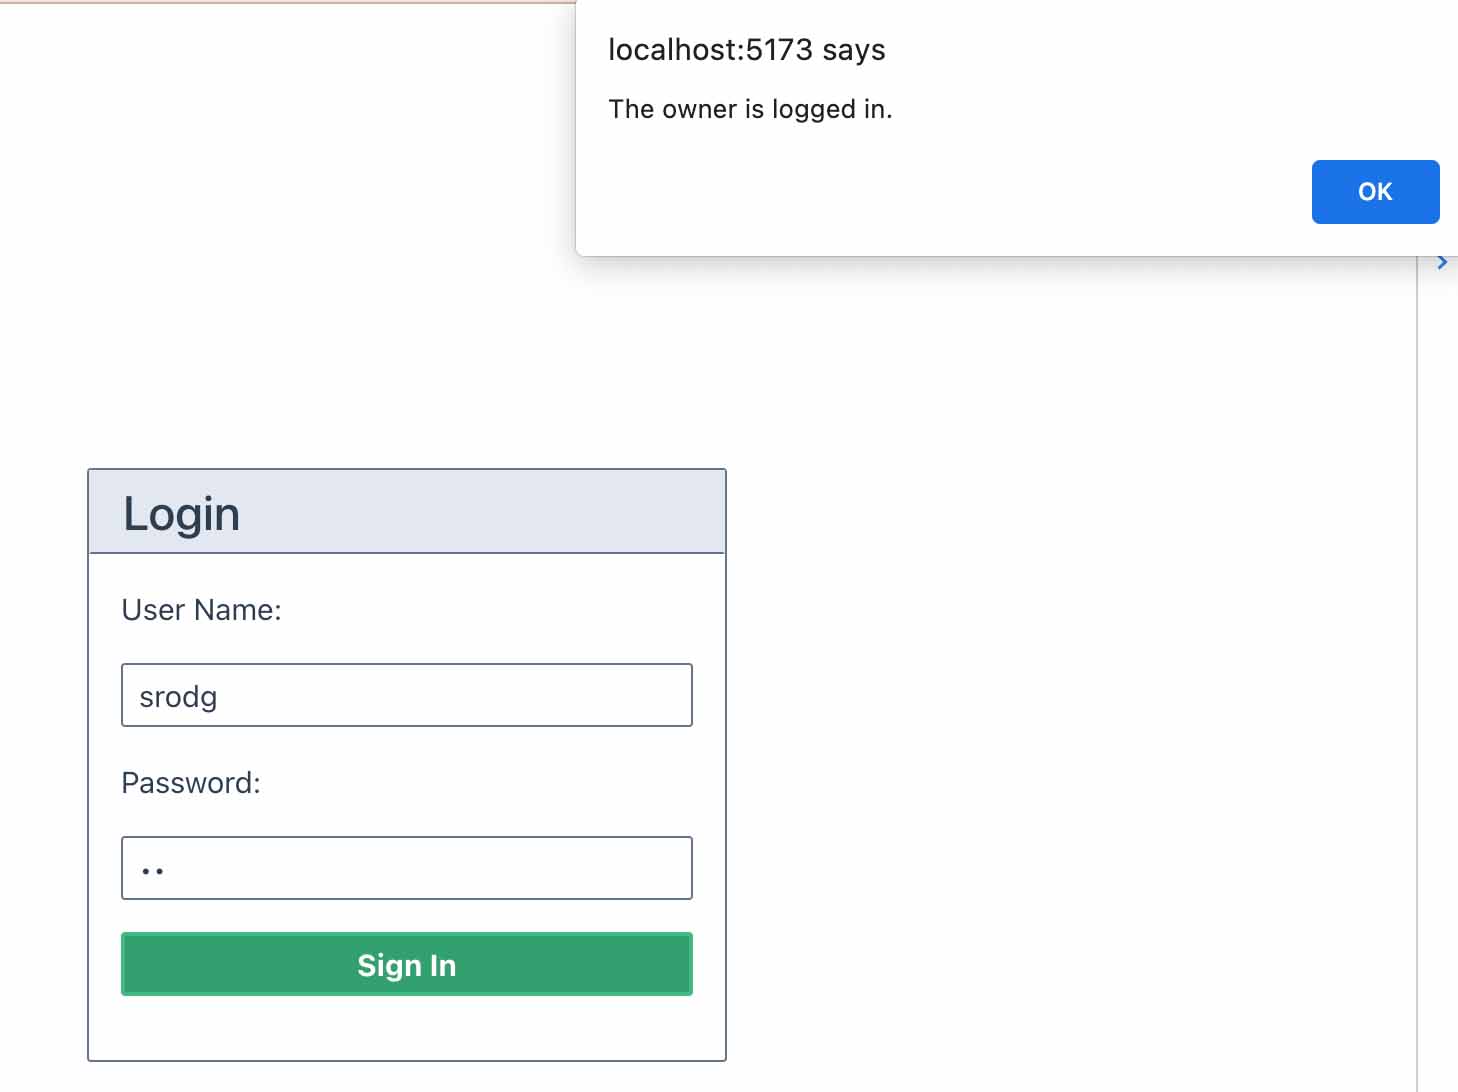 localhost:5173 says
The owner is logged in.
OK
Login
User Name:
srodg
Password:
••
Sign In